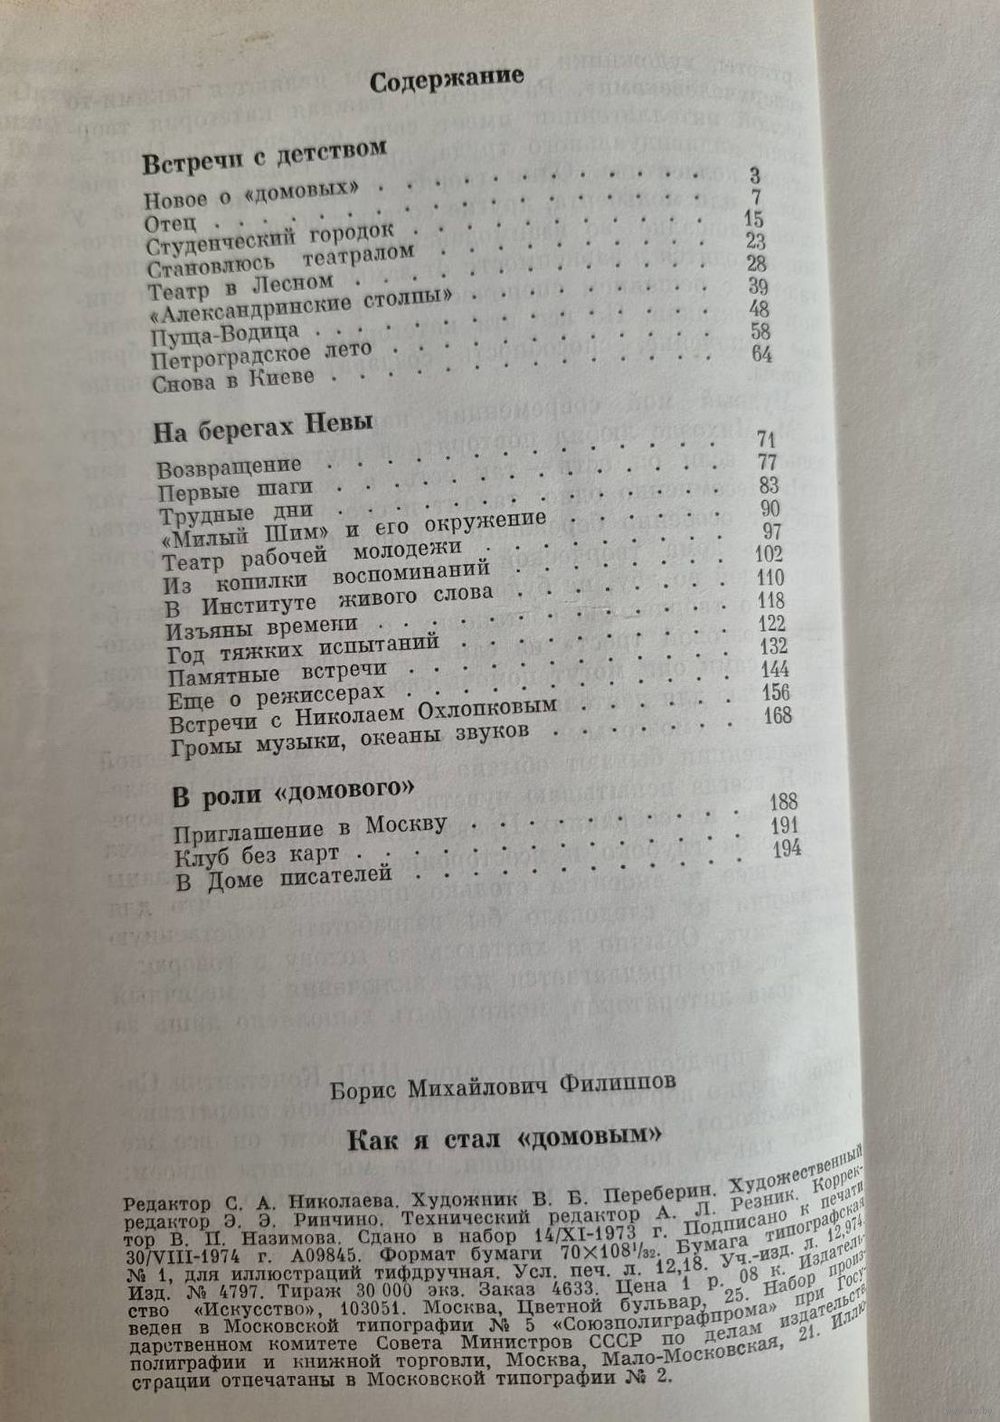 Содержание
Встречи с детством
Новое о «домовых» . . . . . . . . . . . . 3
Отец . . . . . . . . . . . . . . . . . 7
Студенческий городок . . . . . . . . . . . 15
Становлюсь театралом . . . . . . . . . . 23
Театр в Лесном . . . . . . . . . . . . . 28
«Александринские столпы» . . . . . . . . . 39
Пуща-Водица . . . . . . . . . . . . . . 48
Петроградское лето . . . . . . . . . . . . 58
Снова в Киеве . . . . . . . . . . . . . . 64
На берегах Невы
Возвращение . . . . . . . . . . . . . . 71
Первые шаги . . . . . . . . . . . . . . 77
Трудные дни . . . . . . . . . . . . . . 83
«Милый Шим» и его окружение . . . . . . 90
Театр рабочей молодежи . . . . . . . . . 97
Из копилки воспоминаний . . . . . . . . 102
В Институте живого слова . . . . . . . . 110
Изъяны времени . . . . . . . . . . . . . 118
Год тяжких испытаний . . . . . . . . . . 122
Памятные встречи . . . . . . . . . . . . 132
Еще о режиссерах . . . . . . . . . . . . 144
Встречи с Николаем Охлопковым . . . . . . 156
Громы музыки, океаны звуков . . . . . . . 168
В роли «домового»
Приглашение в Москву . . . . . . . . . . 188
Клуб без карт . . . . . . . . . . . . . . 191
В Доме писателей . . . . . . . . . . . . 194
Борис Михайлович Филиппов
Как я стал «домовым»
Редактор С. А. Николаева. Художник В. Б. Переберин. Художественный
редактор Э. Э. Ринчино. Технический редактор А. Л. Резник. Коррек-
тор В. П. Назимова. Сдано в набор 14/XI-1973 г. Подписано к печати
30/VIII-1974 г. А09845. Формат бумаги 70×108¹/₃₂. Бумага типографская
№ 1, для иллюстраций тифдручная. Усл. печ. л. 12,18. Уч.-изд. л. 12,974.
Изд. № 4797. Тираж 30 000 экз. Заказ 4633. Цена 1 р. 08 к. Издатель-
ство «Искусство», 103051. Москва, Цветной бульвар, 25. Набор произ-
веден в Московской типографии № 5 «Союзполиграфпрома» при Госу
дарственном комитете Совета Министров СССР по делам издательств
полиграфии и книжной торговли, Москва, Мало-Московская, 21. Иллю
страции отпечатаны в Московской типографии № 2.